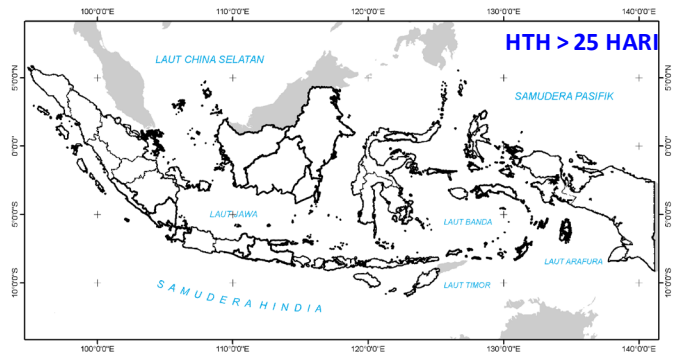 100°0'0"E 110°0'0"E 120°0'0"E 130°0'0"E 140°0'0"E
HTH > 25 HARI
LAUT CHINA SELATAN
5°0'0"N 5°0'0"N
SAMUDERA PASIFIK
0°0'0" 0°0'0"
LAUT JAWA
LAUT BANDA
5°0'0"S 5°0'0"S
LAUT ARAFURA
LAUT TIMOR
10°0'0"S 10°0'0"S
SAMUDERA HINDIA
100°0'0"E 110°0'0"E 120°0'0"E 130°0'0"E 140°0'0"E